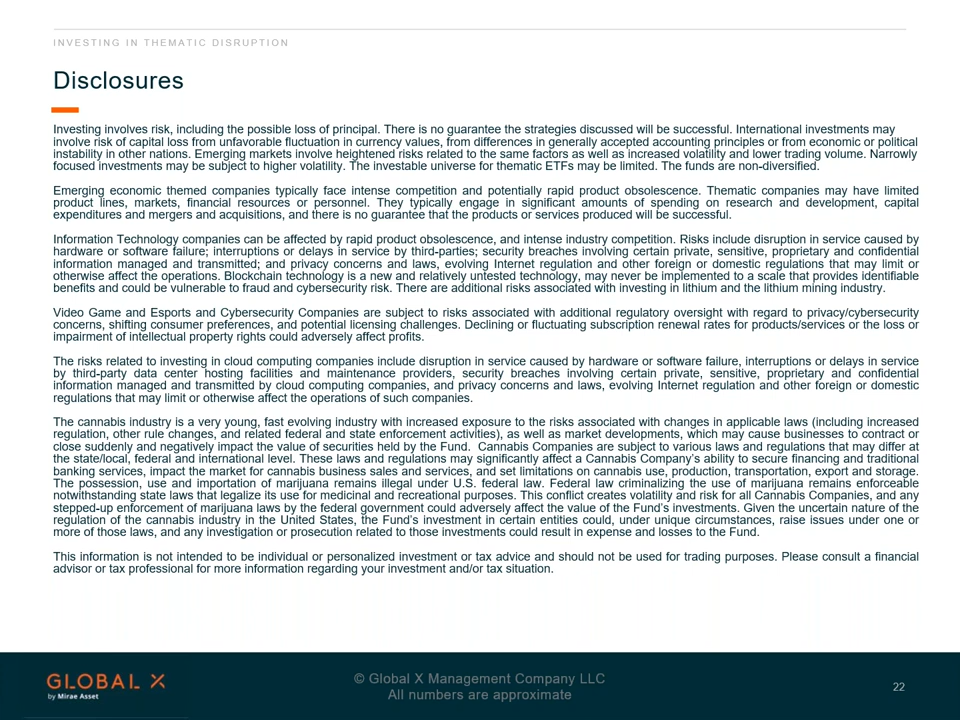 INVESTING IN THEMATIC DISRUPTION
Disclosures
Investing involves risk, including the possible loss of principal. There is no guarantee the strategies discussed will be successful. International investments may
involve risk of capital loss from unfavorable fluctuation in currency values, from differences in generally accepted accounting principles or from economic or political
instability in other nations. Emerging markets involve heightened risks related to the same factors as well as increased volatility and lower trading volume. Narrowly
focused investments may be subject to higher volatility. The investable universe for thematic ETFs may be limited. The funds are non-diversified.
Emerging economic themed companies typically face intense competition and potentially rapid product obsolescence. Thematic companies may have limited
product lines, markets, financial resources or personnel. They typically engage in significant amounts of spending on research and development, capital
expenditures and mergers and acquisitions, and there is no guarantee that the products or services produced will be successful.
Information Technology companies can be affected by rapid product obsolescence, and intense industry competition. Risks include disruption in service caused by
hardware or software failure; interruptions or delays in service by third-parties; security breaches involving certain private, sensitive, proprietary and confidential
information managed and transmitted; and privacy concerns and laws, evolving Internet regulation and other foreign or domestic regulations that may limit or
otherwise affect the operations. Blockchain technology is a new and relatively untested technology, may never be implemented to a scale that provides identifiable
benefits and could be vulnerable to fraud and cybersecurity risk. There are additional risks associated with investing in lithium and the lithium mining industry.
Video Game and Esports and Cybersecurity Companies are subject to risks associated with additional regulatory oversight with regard to privacy/cybersecurity
concerns, shifting consumer preferences, and potential licensing challenges. Declining or fluctuating subscription renewal rates for products/services or the loss or
impairment of intellectual property rights could adversely affect profits.
The risks related to investing in cloud computing companies include disruption in service caused by hardware or software failure, interruptions or delays in service
by third-party data center hosting facilities and maintenance providers, security breaches involving certain private, sensitive, proprietary and confidential
information managed and transmitted by cloud computing companies, and privacy concerns and laws, evolving Internet regulation and other foreign or domestic
regulations that may limit or otherwise affect the operations of such companies.
The cannabis industry is a very young, fast evolving industry with increased exposure to the risks associated with changes in applicable laws (including increased
regulation, other rule changes, and related federal and state enforcement activities), as well as market developments, which may cause businesses to contract or
close suddenly and negatively impact the value of securities held by the Fund. Cannabis Companies are subject to various laws and regulations that may differ at
the state/local, federal and international level. These laws and regulations may significantly affect a Cannabis Company's ability to secure financing and traditional
banking services, impact the market for cannabis business sales and services, and set limitations on cannabis use, production, transportation, export and storage.
The possession, use and importation of marijuana remains illegal under U.S. federal law. Federal law criminalizing the use of marijuana remains enforceable
notwithstanding state laws that legalize its use for medicinal and recreational purposes. This conflict creates volatility and risk for all Cannabis Companies, and any
stepped-up enforcement of marijuana laws by the federal government could adversely affect the value of the Fund's investments. Given the uncertain nature of the
regulation of the cannabis industry in the United States, the Fund's investment in certain entities could, under unique circumstances, raise issues under one or
more of those laws, and any investigation or prosecution related to those investments could result in expense and losses to the Fund.
This information is not intended to be individual or personalized investment or tax advice and should not be used for trading purposes. Please consult a financial
advisor or tax professional for more information regarding your investment and/or tax situation.
GLOBAL X
by Mirae Asset
© Global X Management Company LLC
All numbers are approximate
22